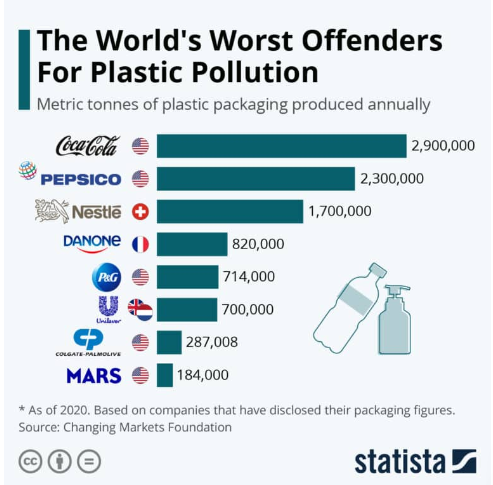 The World's Worst Offenders
For Plastic Pollution
Metric tonnes of plastic packaging produced annually
Coca-Cola 2,900,000
PEPSICO 2,300,000
Nestlé 1,700,000
DANONE 820,000
P&G 714,000
Unilever 700,000
COLGATE-PALMOLIVE 287,008
MARS 184,000
* As of 2020. Based on companies that have disclosed their packaging figures.
Source: Changing Markets Foundation
cc
statista